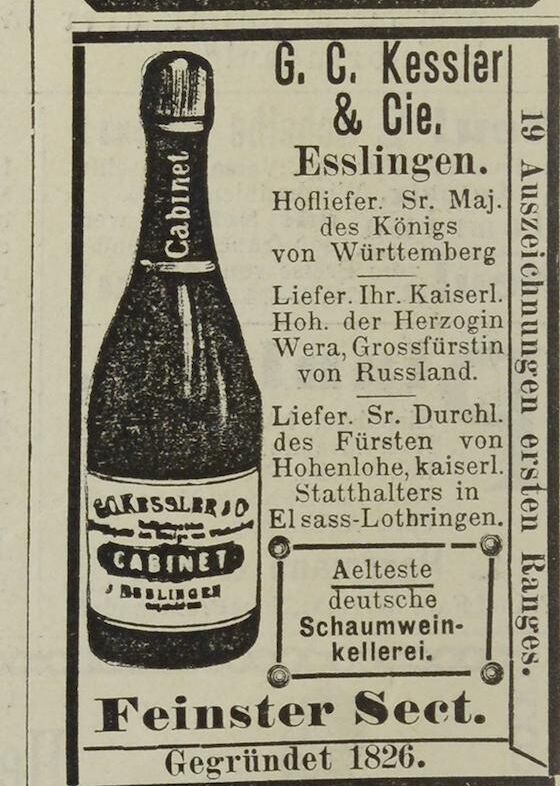 G. C. Kessler
& Cie.
Esslingen.
Hofliefer. Sr. Maj.
des Königs
von Württemberg
Liefer. Ihr. Kaiserl.
Hoh. der Herzogin
Wera, Grossfürstin
von Russland.
Liefer. Sr. Durchl.
des Fürsten von
Hohenlohe, kaiserl.
Statthalters in
Elsass-Lothringen.
Aelteste
deutsche
Schaumwein-
kellerei.
19 Auszeichnungen ersten Ranges.
Cabinet
G.C.KESSLER & Co
CABINET
ESSLINGEN
Feinster Sect.
Gegründet 1826.